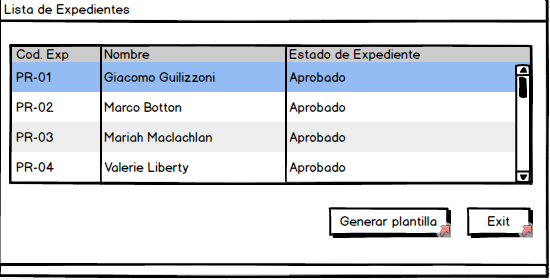 Lista de Expedientes
Cod. Exp Nombre Estado de Expediente
PR-01 Giacomo Guilizzoni Aprobado
PR-02 Marco Botton Aprobado
PR-03 Mariah Maclachlan Aprobado
PR-04 Valerie Liberty Aprobado
Generar plantilla Exit